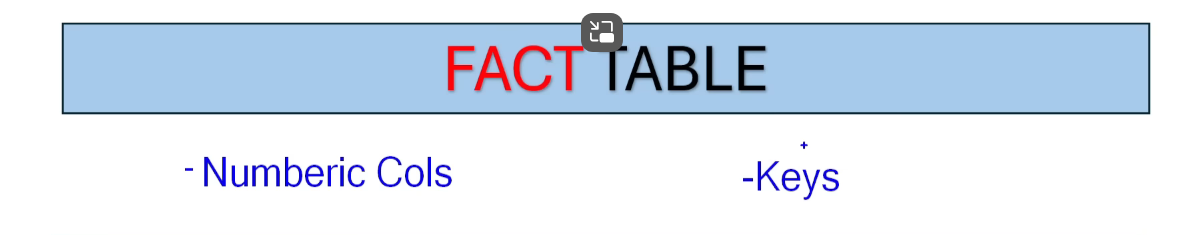 FACT TABLE
- Numberic Cols
+
-Keys